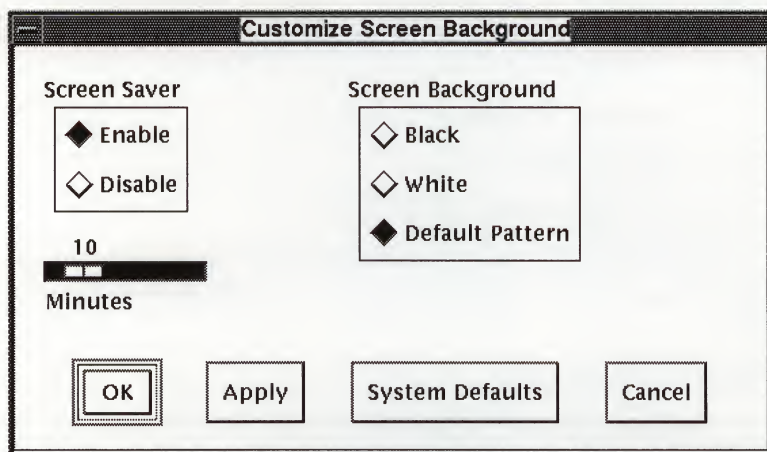 Customize Screen Background
Screen Saver
Enable
Disable
10
Minutes
Screen Background
Black
White
Default Pattern
OK
Apply
System Defaults
Cancel